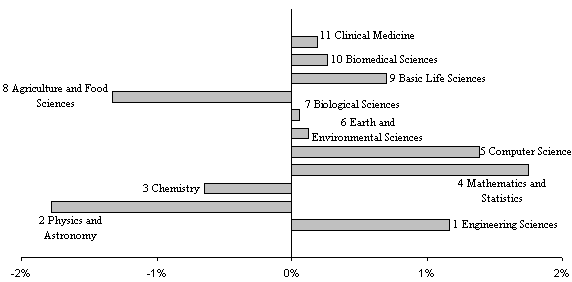 11 Clinical Medicine
10 Biomedical Sciences
9 Basic Life Sciences
8 Agriculture and Food
Sciences
7 Biological Sciences
6 Earth and
Environmental Sciences
5 Computer Science
4 Mathematics and
Statistics
3 Chemistry
2 Physics and
Astronomy
1 Engineering Sciences
-2% -1% 0% 1% 2%